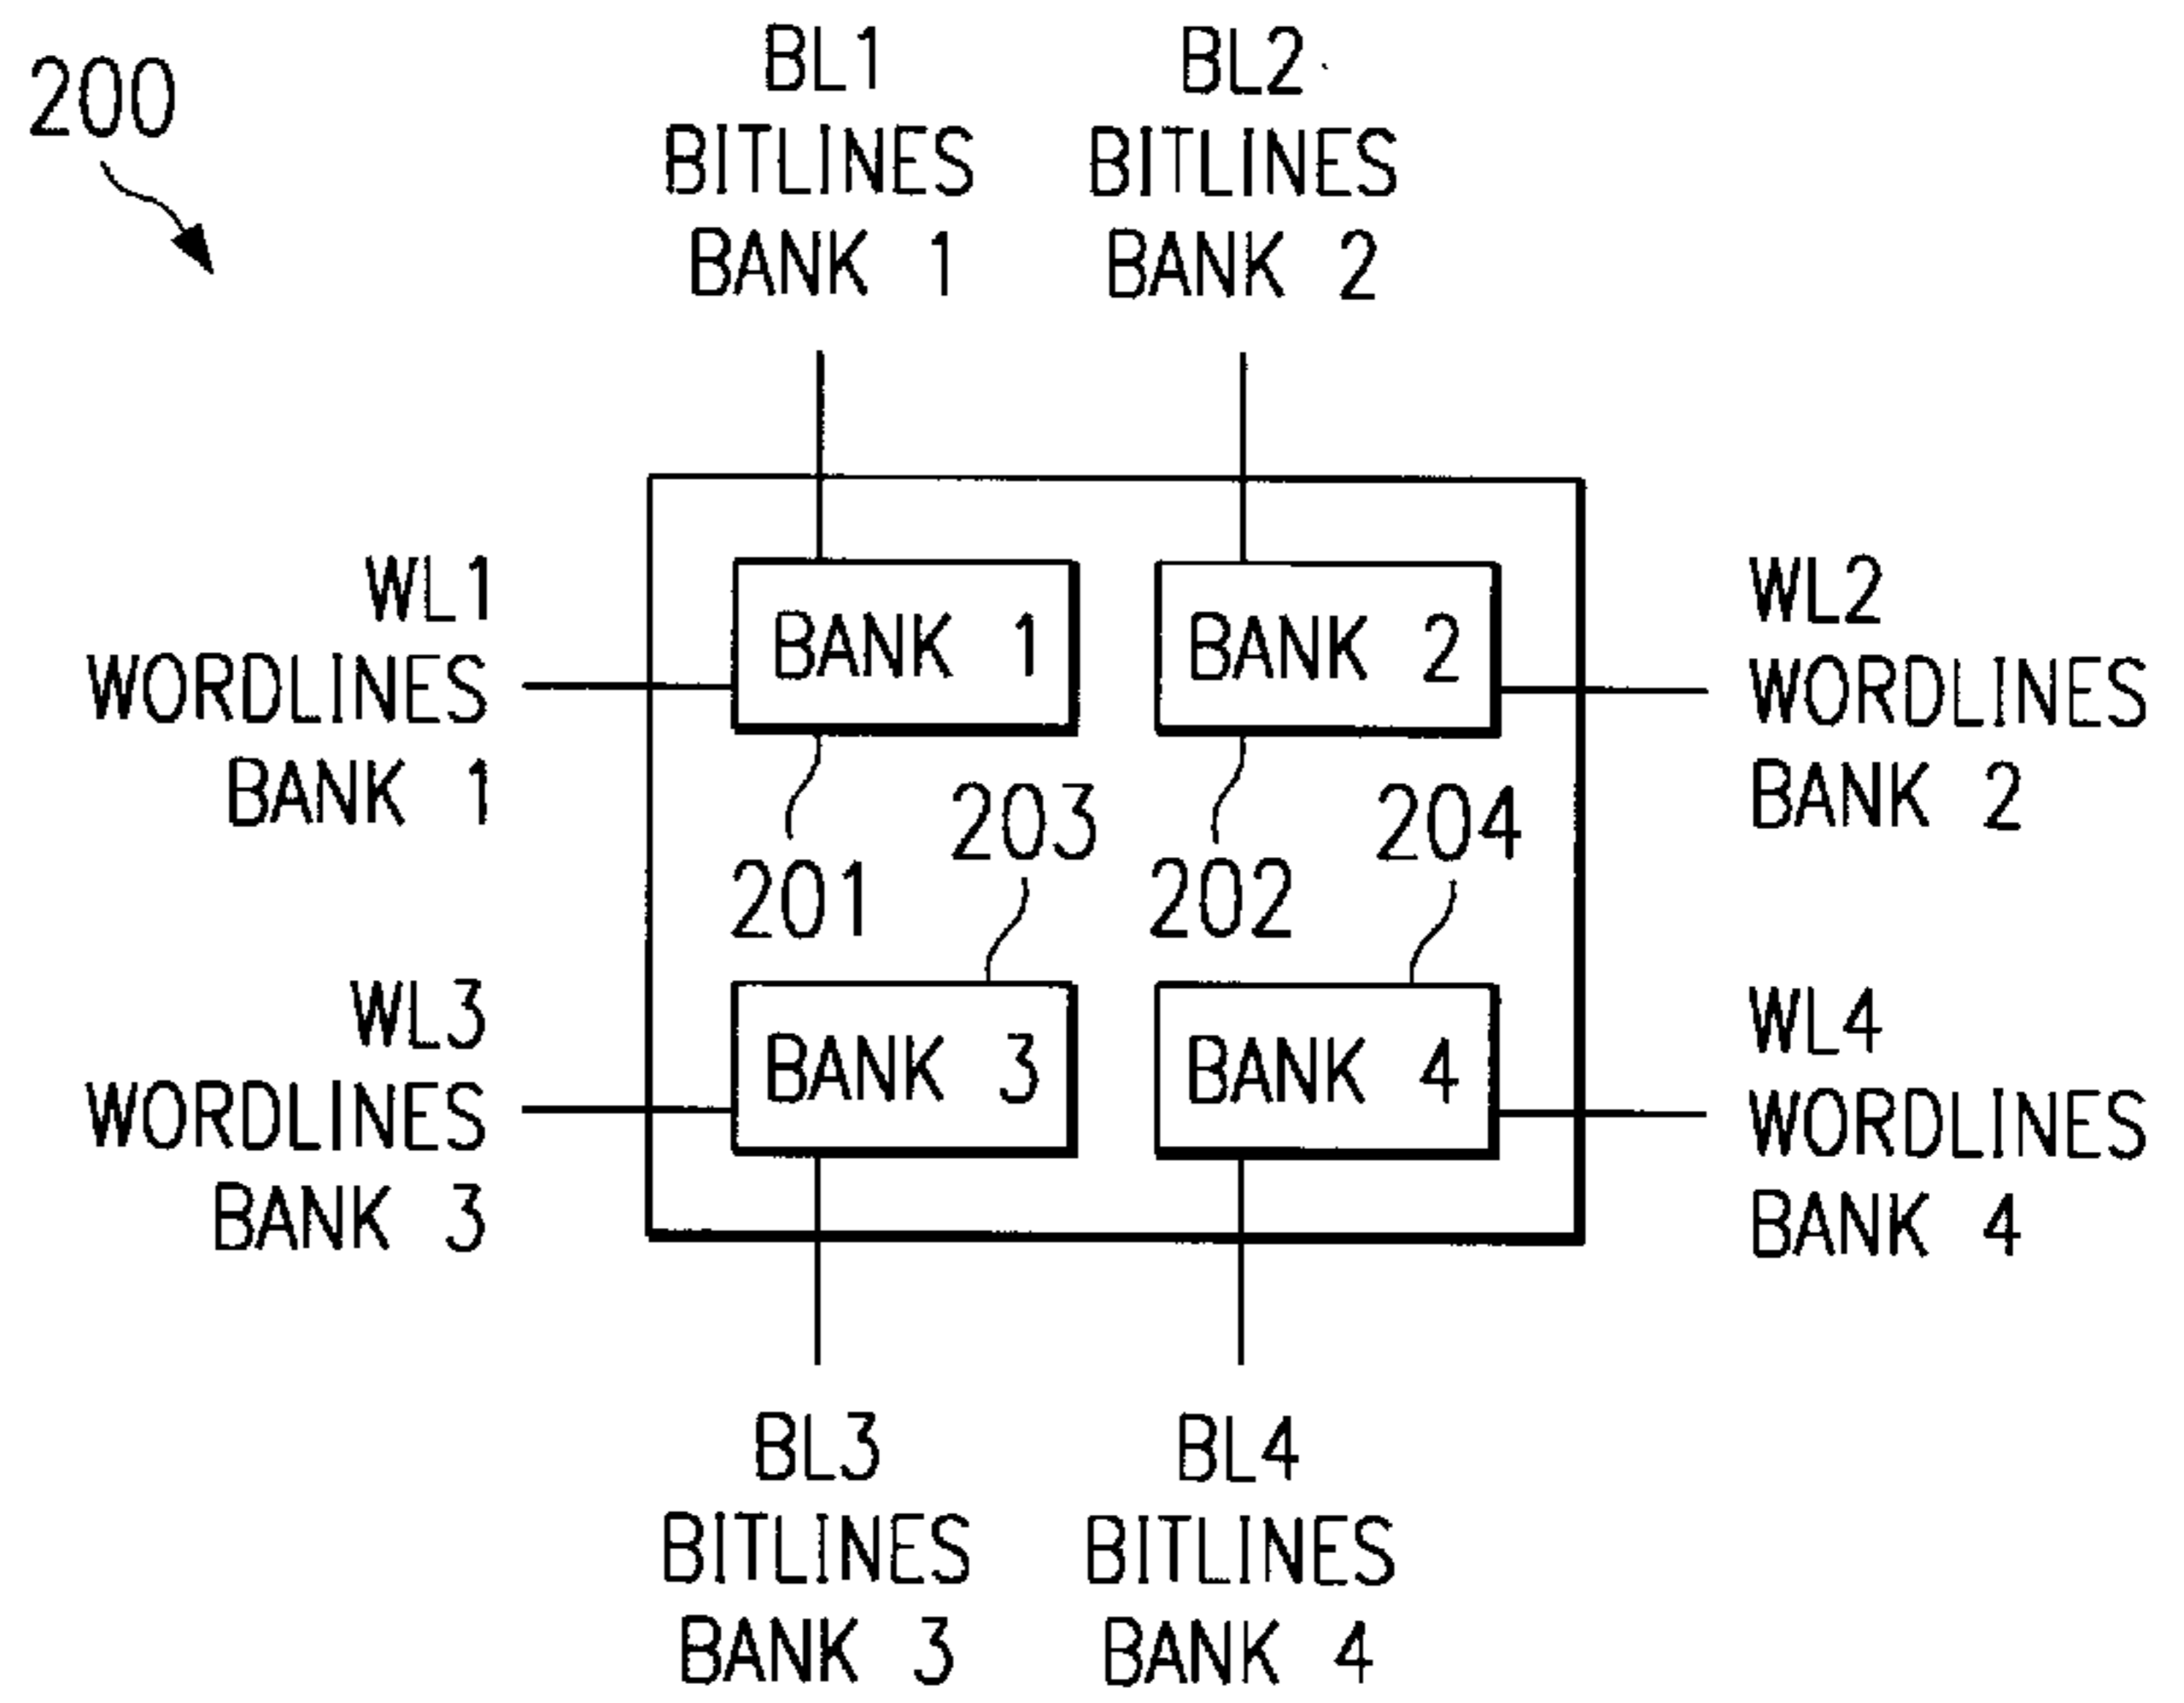 200
BL1
BITLINES
BANK 1
BL2
BITLINES
BANK 2
WL1
WORDLINES
BANK 1
BANK 1
BANK 2
WL2
WORDLINES
BANK 2
201
203
202
204
WL3
WORDLINES
BANK 3
BANK 3
BANK 4
WL4
WORDLINES
BANK 4
BL3
BITLINES
BANK 3
BL4
BITLINES
BANK 4